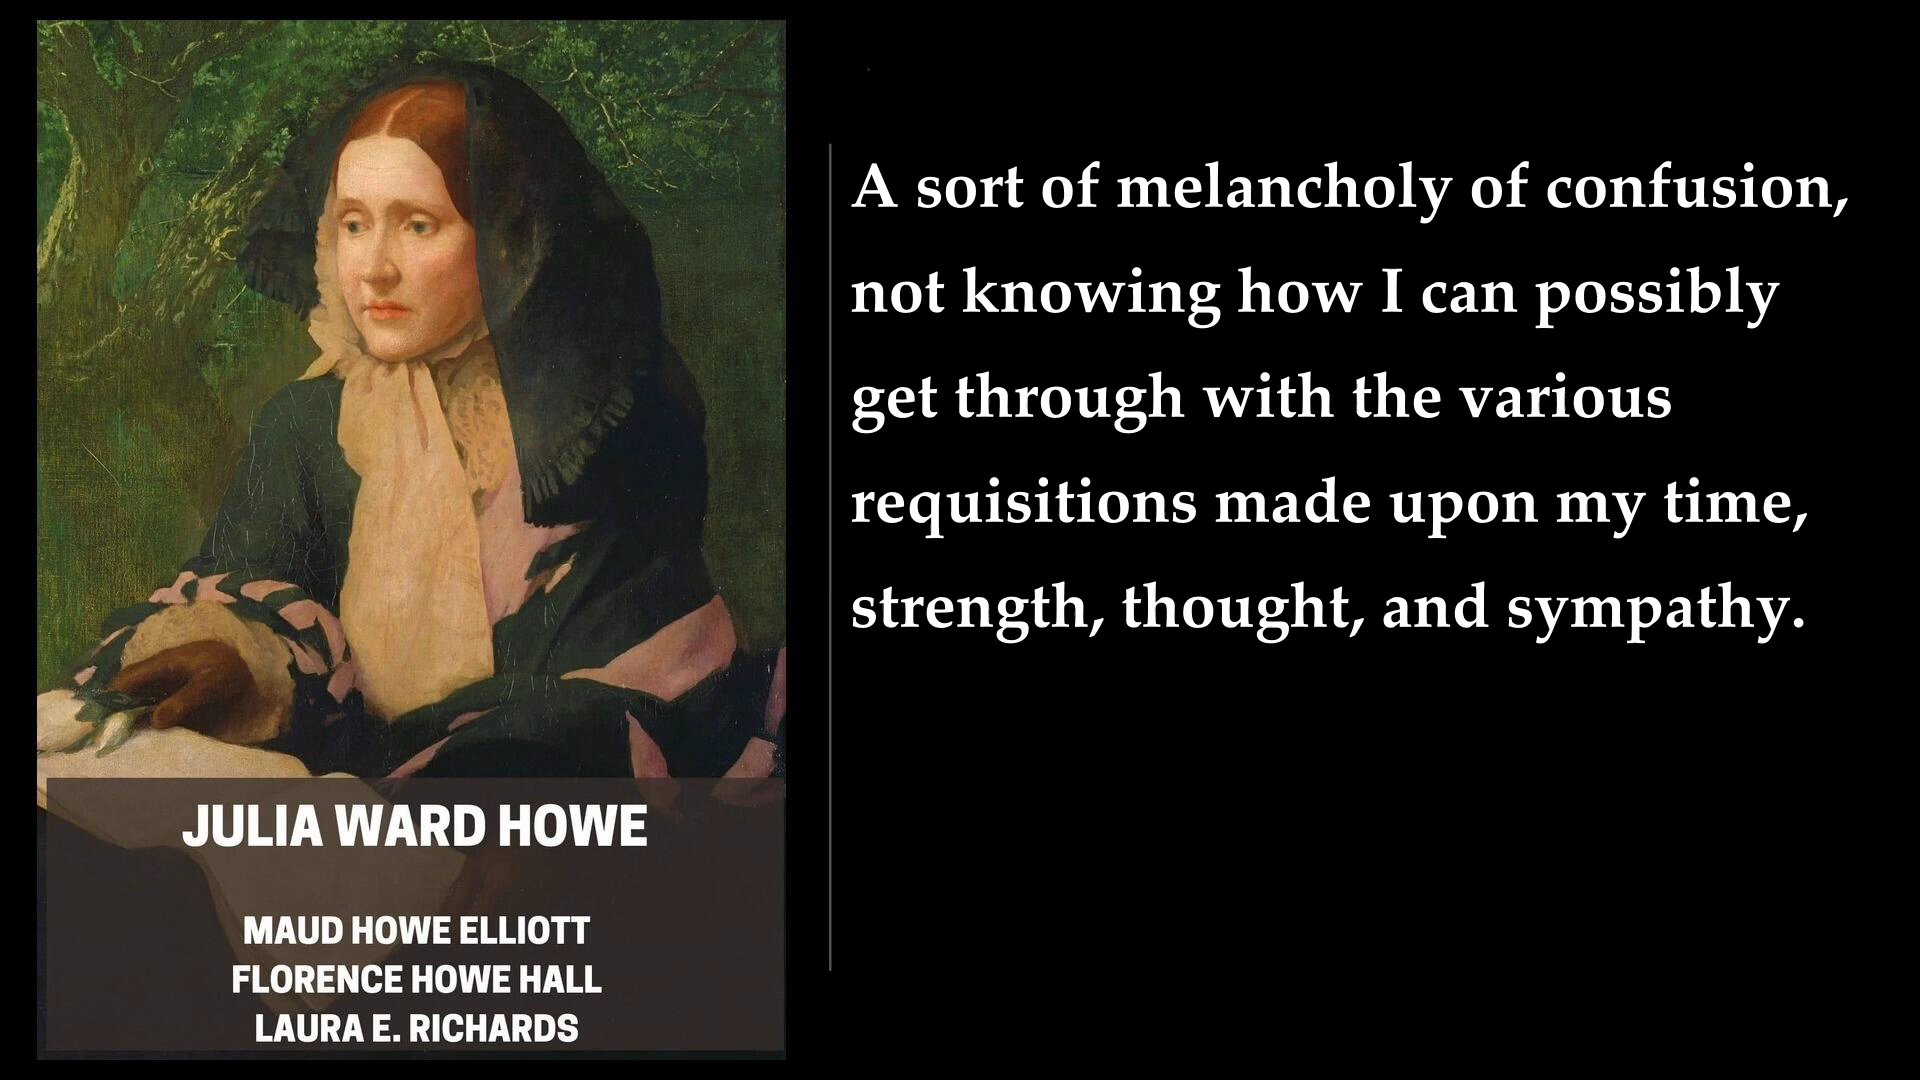 JULIA WARD HOWE
MAUD HOWE ELLIOTT
FLORENCE HOWE HALL
LAURA E. RICHARDS
A sort of melancholy of confusion,
not knowing how I can possibly
get through with the various
requisitions made upon my time,
strength, thought, and sympathy.